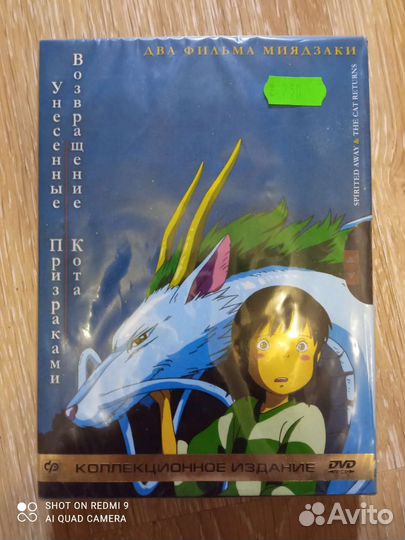 ДВА ФИЛЬМА МИЯДЗАКИ
Унесенные Призраками
Возвращение Кота
SPIRITED AWAY & THE CAT RETURNS
КОЛЛЕКЦИОННОЕ ИЗДАНИЕ
DVD
SHOT ON REDMI 9
AI QUAD CAMERA
Avito